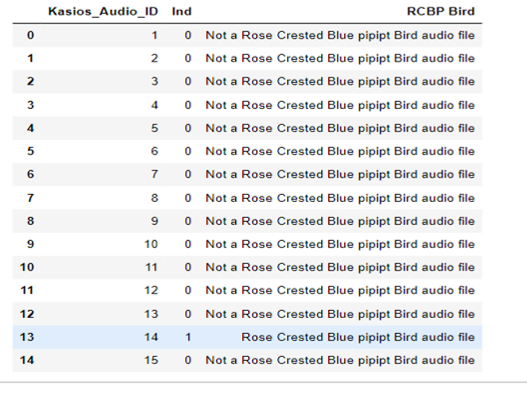 Kasios_Audio_ID Ind RCBP Bird
0 1 0 Not a Rose Crested Blue pipipt Bird audio file
1 2 0 Not a Rose Crested Blue pipipt Bird audio file
2 3 0 Not a Rose Crested Blue pipipt Bird audio file
3 4 0 Not a Rose Crested Blue pipipt Bird audio file
4 5 0 Not a Rose Crested Blue pipipt Bird audio file
5 6 0 Not a Rose Crested Blue pipipt Bird audio file
6 7 0 Not a Rose Crested Blue pipipt Bird audio file
7 8 0 Not a Rose Crested Blue pipipt Bird audio file
8 9 0 Not a Rose Crested Blue pipipt Bird audio file
9 10 0 Not a Rose Crested Blue pipipt Bird audio file
10 11 0 Not a Rose Crested Blue pipipt Bird audio file
11 12 0 Not a Rose Crested Blue pipipt Bird audio file
12 13 0 Not a Rose Crested Blue pipipt Bird audio file
13 14 1 Rose Crested Blue pipipt Bird audio file
14 15 0 Not a Rose Crested Blue pipipt Bird audio file